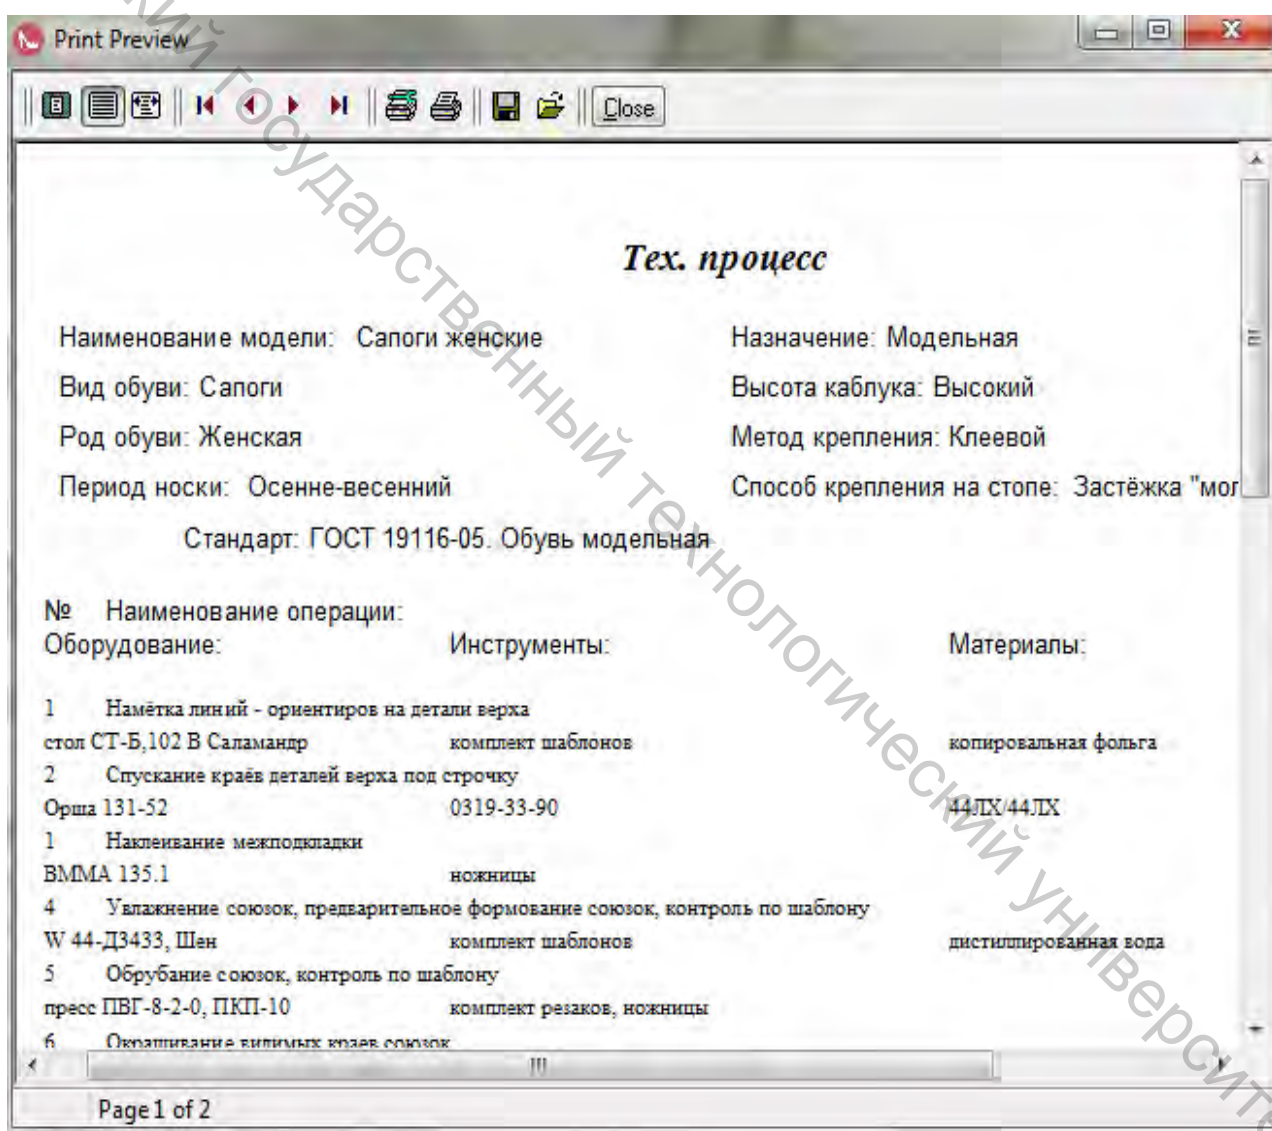 Print Preview
Close
Тех. процесс
Наименование модели: Сапоги женские Назначение: Модельная
Вид обуви: Сапоги Высота каблука: Высокий
Род обуви: Женская Метод крепления: Клеевой
Период носки: Осенне-весенний Способ крепления на стопе: Застёжка "мол
Стандарт: ГОСТ 19116-05. Обувь модельная
№ Наименование операции:
Оборудование: Инструменты: Материалы:
1 Намётка линий - ориентиров на детали верха
стол СТ-Б,102 В Саламандр комплект шаблонов копировальная фольга
2 Спускание краёв деталей верха под строчку
Орша 131-52 0319-33-90 44ЛХ/44ЛХ
1 Наклеивание межподкладки
ВММА 135.1 ножницы
4 Увлажнение союзок, предварительное формование союзок, контроль по шаблону
W 44-Д3433, Шен комплект шаблонов дистиллированная вода
5 Обрубание союзок, контроль по шаблону
пресс ПВГ-8-2-0, ПКП-10 комплект резаков, ножницы
6 Окрашивание видимых краев союзок
Page 1 of 2
государственный технологический